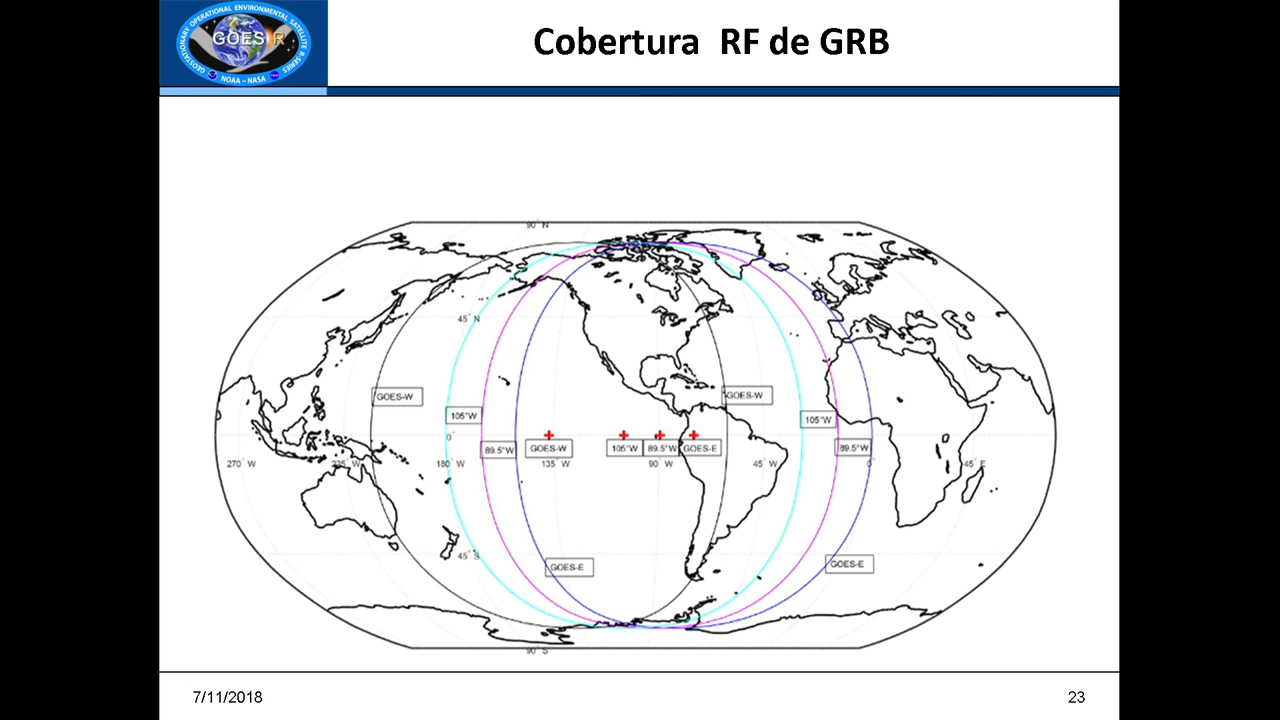 GEOSTATIONARY OPERATIONAL ENVIRONMENTAL SATELLITE R-SERIES
GOES R
NOAA – NASA
Cobertura RF de GRB
90° N
45° N
GOES-W
GOES-W
105°W
105°W
0°
89.5°W
GOES-W
105°W
89.5°W
GOES-E
89.5°W
270° W
225° W
180° W
135° W
90° W
45° W
0°
45° E
45° S
GOES-E
GOES-E
90° S
7/11/2018
23